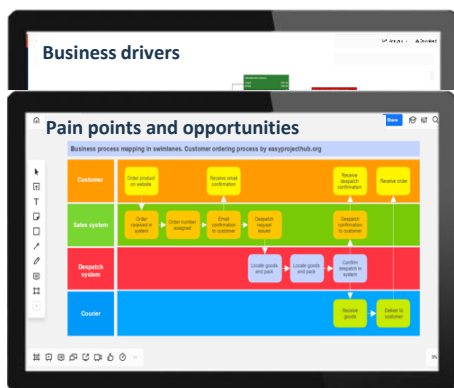 Analysis
Download
Business drivers
Share
Pain points and opportunities
Business process mapping in swimlanes. Customer ordering process by easyprojecthub.org
Customer
Order product
on website
Receive email
confirmation
Receive
despatch
confirmation
Receive order
Sales system
Order
received in
system
Order number
assigned
Email
confirmation
to customer
Despatch
request
issued
Despatch
confirmation
to customer
Despatch
system
Locate goods
and pack
Locate goods
and pack
Confirm
despatch in
system
Courier
Receive
goods
Deliver to
customer